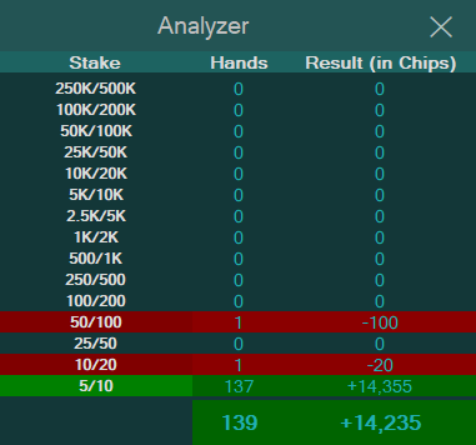 Analyzer
Stake Hands Result (in Chips)
250K/500K 0 0
100K/200K 0 0
50K/100K 0 0
25K/50K 0 0
10K/20K 0 0
5K/10K 0 0
2.5K/5K 0 0
1K/2K 0 0
500/1K 0 0
250/500 0 0
100/200 0 0
50/100 1 -100
25/50 0 0
10/20 1 -20
5/10 137 +14,355
139 +14,235